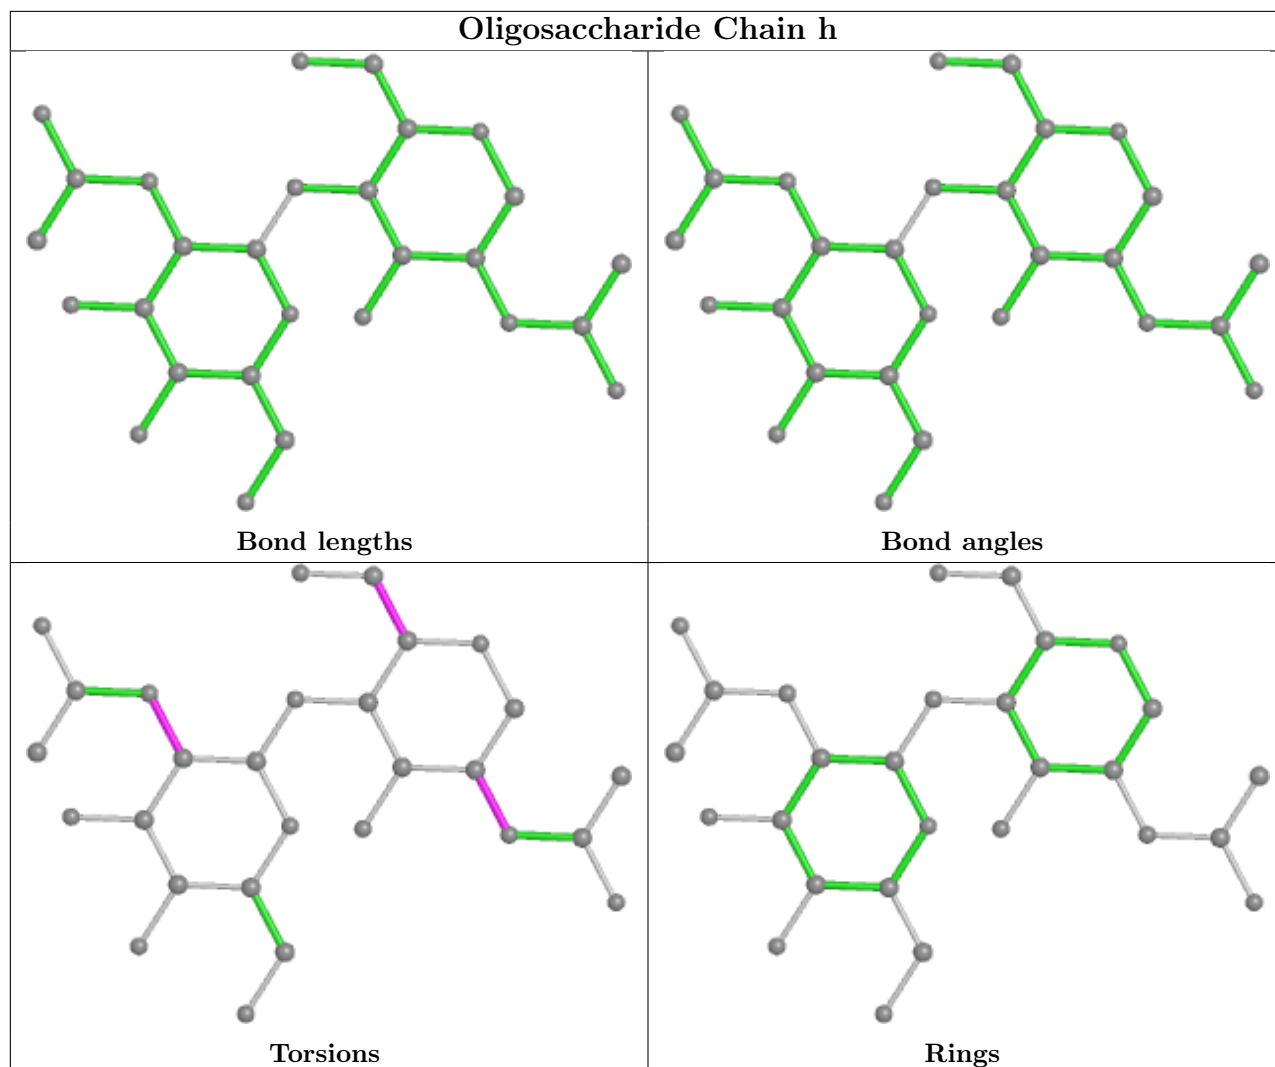 Oligosaccharide Chain h
Bond lengths
Bond angles
Torsions
Rings